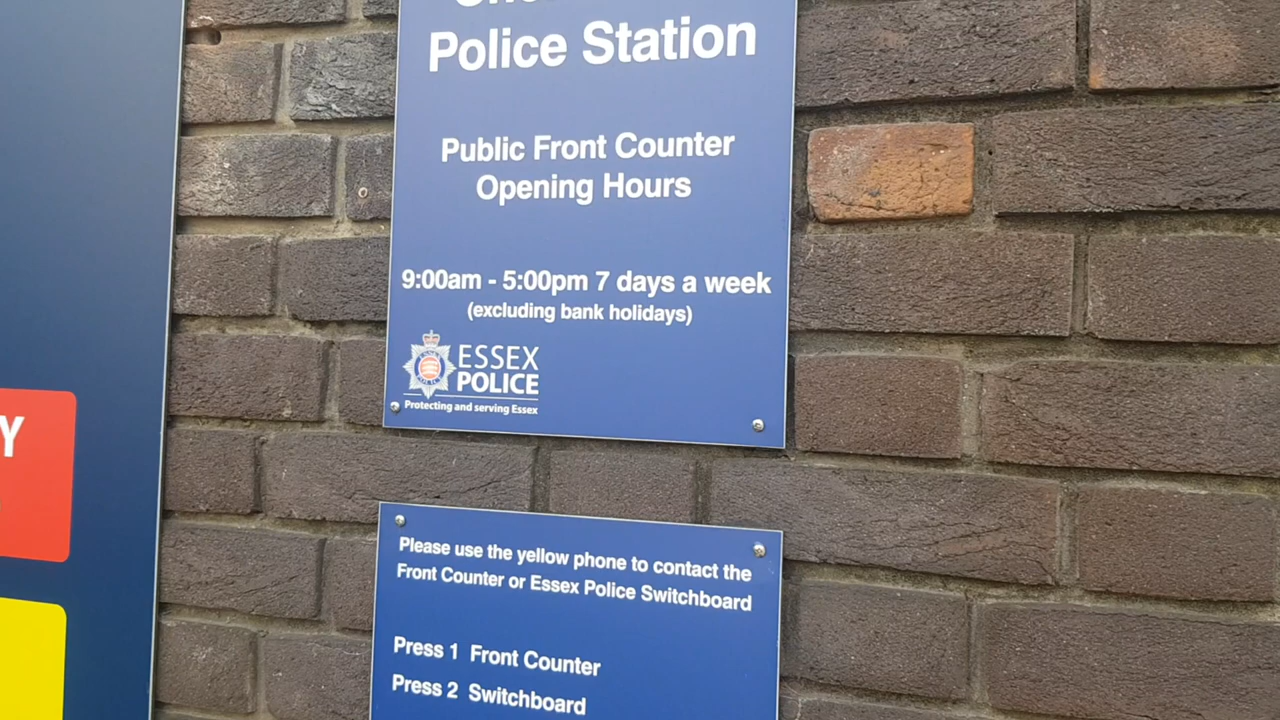 Police Station
Public Front Counter
Opening Hours
9:00am - 5:00pm 7 days a week
(excluding bank holidays)
ESSEX
POLICE
Protecting and serving Essex
Y
Please use the yellow phone to contact the
Front Counter or Essex Police Switchboard
Press 1 Front Counter
Press 2 Switchboard